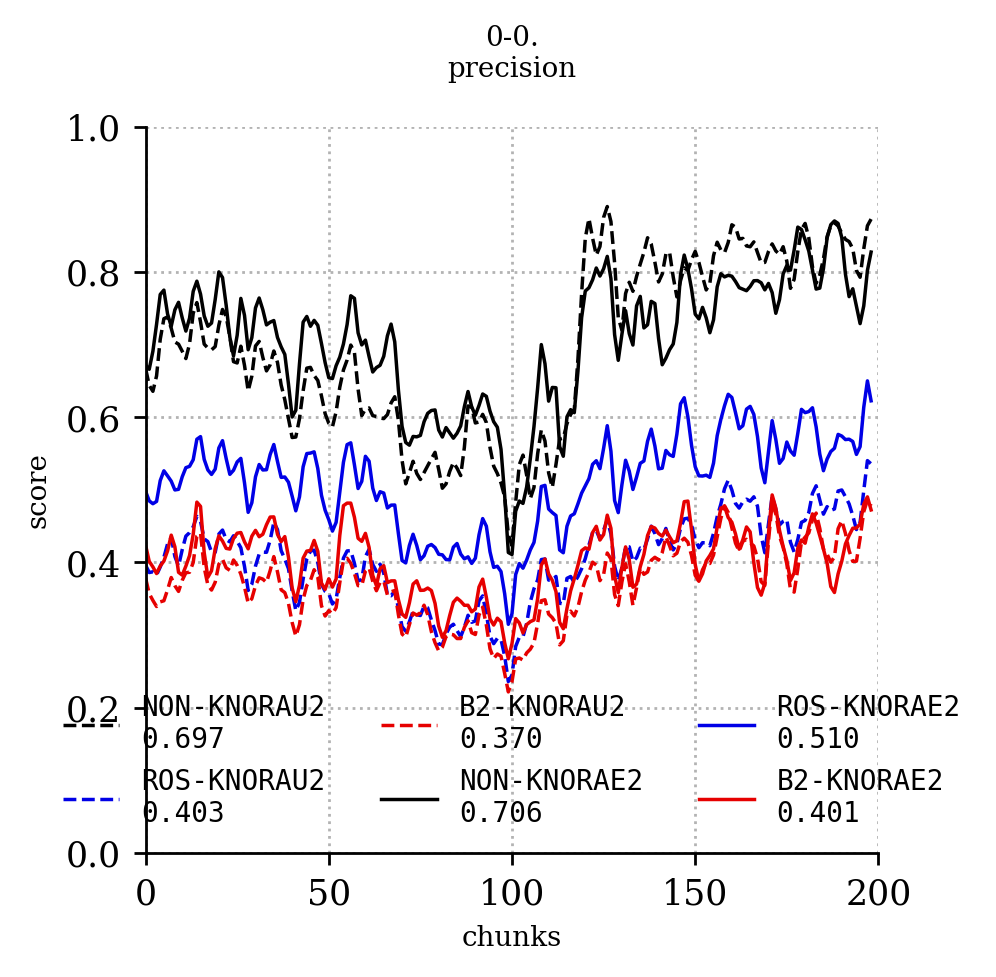 0-0.
precision
1.0
0.8
0.6
0.4
0.2
0.0
score
NON-KNORAU2 B2-KNORAU2 ROS-KNORAE2
0.697 0.370 0.510
ROS-KNORAU2 NON-KNORAE2 B2-KNORAE2
0.403 0.706 0.401
0 50 100 150 200
chunks